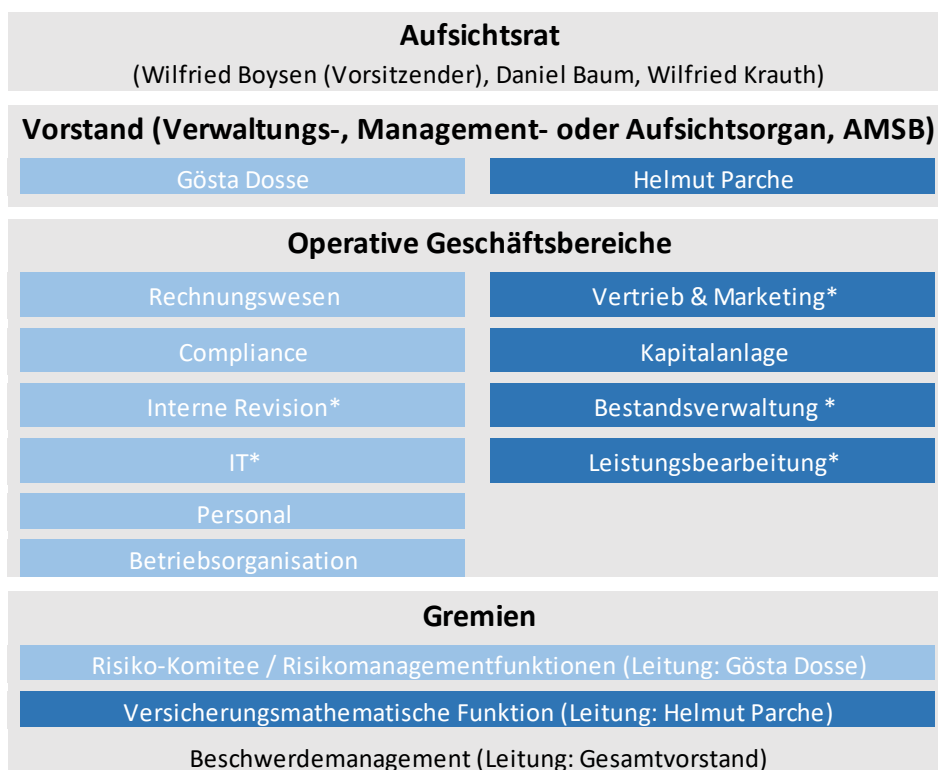 Aufsichtsrat
(Wilfried Boysen (Vorsitzender), Daniel Baum, Wilfried Krauth)
Vorstand (Verwaltungs-, Management- oder Aufsichtsorgan, AMSB)
Gösta Dosse
Helmut Parche
Operative Geschäftsbereiche
Rechnungswesen
Vertrieb & Marketing*
Compliance
Kapitalanlage
Interne Revision*
Bestandsverwaltung *
IT*
Leistungsbearbeitung*
Personal
Betriebsorganisation
Gremien
Risiko-Komitee / Risikomanagementfunktionen (Leitung: Gösta Dosse)
Versicherungsmathematische Funktion (Leitung: Helmut Parche)
Beschwerdemanagement (Leitung: Gesamtvorstand)